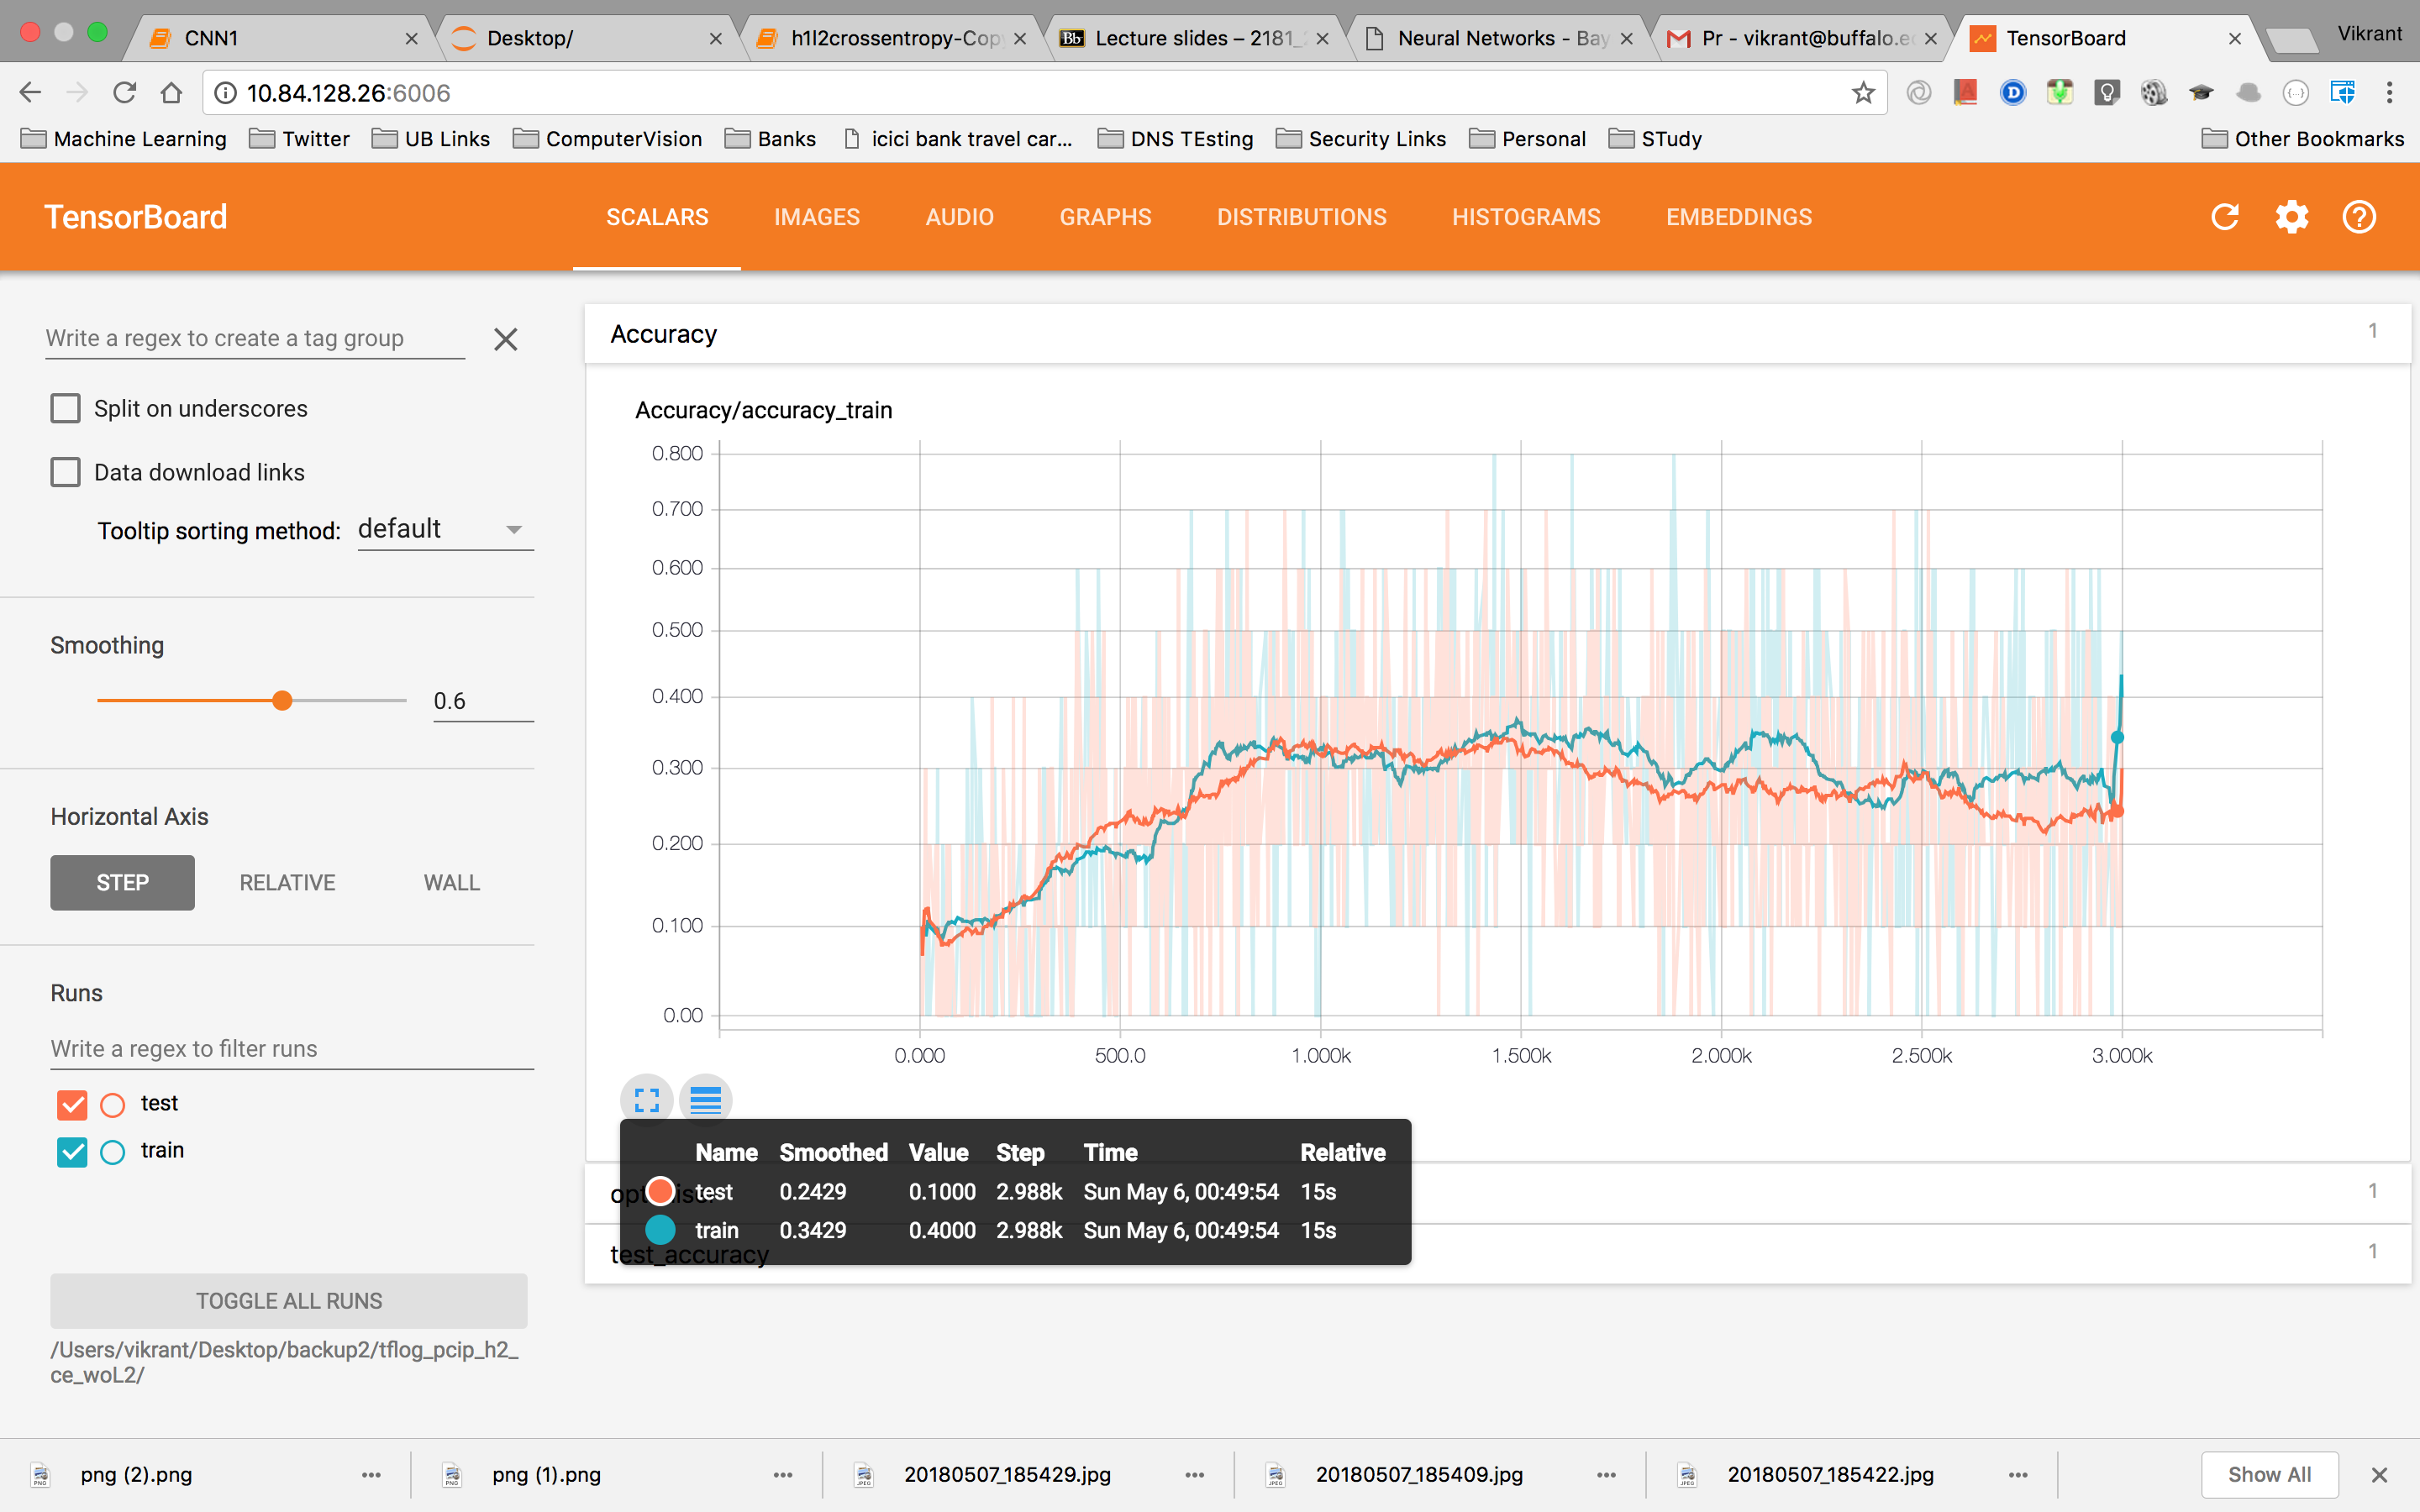 CNN1 Desktop/ h1l2crossentropy-Cop Lecture slides – 2181_ Neural Networks - Bay Pr - vikrant@buffalo.e TensorBoard Vikrant
10.84.128.26:6006
Machine Learning Twitter UB Links ComputerVision Banks icici bank travel car... DNS TEsting Security Links Personal STudy Other Bookmarks
TensorBoard SCALARS IMAGES AUDIO GRAPHS DISTRIBUTIONS HISTOGRAMS EMBEDDINGS
Write a regex to create a tag group
Split on underscores
Data download links
Tooltip sorting method: default
Smoothing
0.6
Horizontal Axis
STEP RELATIVE WALL
Runs
Write a regex to filter runs
test
train
TOGGLE ALL RUNS
/Users/vikrant/Desktop/backup2/tflog_pcip_h2_
ce_woL2/
Accuracy 1
Accuracy/accuracy_train
0.800
0.700
0.600
0.500
0.400
0.300
0.200
0.100
0.00
0.000 500.0 1.000k 1.500k 2.000k 2.500k 3.000k
Name Smoothed Value Step Time Relative
test 0.2429 0.1000 2.988k Sun May 6, 00:49:54 15s
train 0.3429 0.4000 2.988k Sun May 6, 00:49:54 15s
1
test_accuracy 1
png (2).png png (1).png 20180507_185429.jpg 20180507_185409.jpg 20180507_185422.jpg Show All